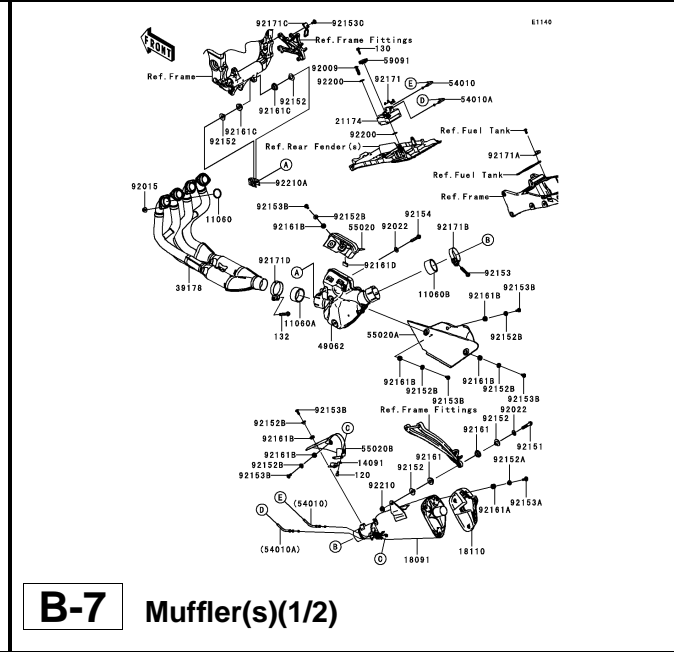 E1140
92171C
92153C
FRONT
Ref.Frame Fittings
130
59091
92009
92171
Ref.Frame
92200
54010
E
92152
92161C
D
54010A
21174
92161C
92152
92200
Ref.Fuel Tank
Ref.Rear Fender(s)
92171A
A
Ref.Fuel Tank
92210A
92015
Ref.Frame
92153B
11060
92152B
92154
55020
92022
92171B
92161B
B
92171D
A
92161D
92153
39178
11060B
92153B
92161B
11060A
132
55020A
92152B
49062
92161B
92161B
92152B
92152B
92153B
92153B
Ref.Frame Fittings
92153B
92022
92152B
C
92152
92161
92161B
92151
92161B
55020B
92161
92152B
14091
92152
92152A
92153B
120
92210
E
(54010)
92153A
D
92161A
B
(54010A)
C
18091
18110
B-7
Muffler(s)(1/2)